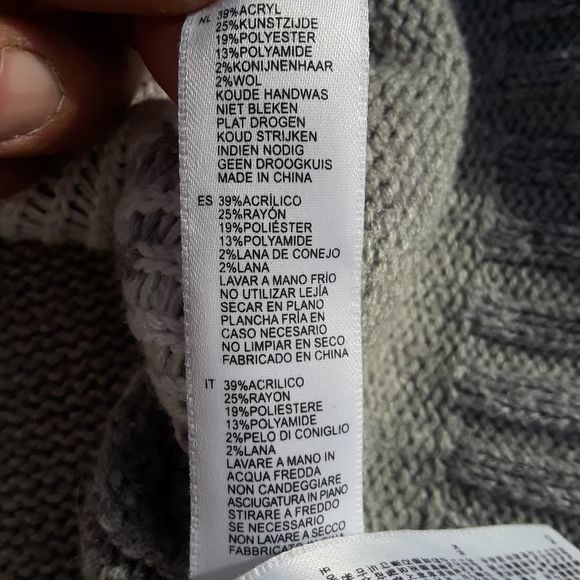 NL 39%ACRYL
25%KUNSTZIJDE
19%POLYESTER
13%POLYAMIDE
2%KONIJNENHAAR
2%WOL
KOUDE HANDWAS
NIET BLEKEN
PLAT DROGEN
KOUD STRIJKEN
INDIEN NODIG
GEEN DROOGKUIS
MADE IN CHINA
ES 39%ACRÍLICO
25%RAYÓN
19%POLIÉSTER
13%POLYAMIDE
2%LANA DE CONEJO
2%LANA
LAVAR A MANO FRÍO
NO UTILIZAR LEJÍA
SECAR EN PLANO
PLANCHA FRÍA EN
CASO NECESARIO
NO LIMPIAR EN SECO
FABRICADO EN CHINA
IT 39%ACRILICO
25%RAYON
19%POLIESTERE
13%POLYAMIDE
2%PELO DI CONIGLIO
2%LANA
LAVARE A MANO IN
ACQUA FREDDA
NON CANDEGGIARE
ASCIUGATURA IN PIANO
STIRARE A FREDDO
SE NECESSARIO
NON LAVARE A SECCO
FABBRICATO IN CINA